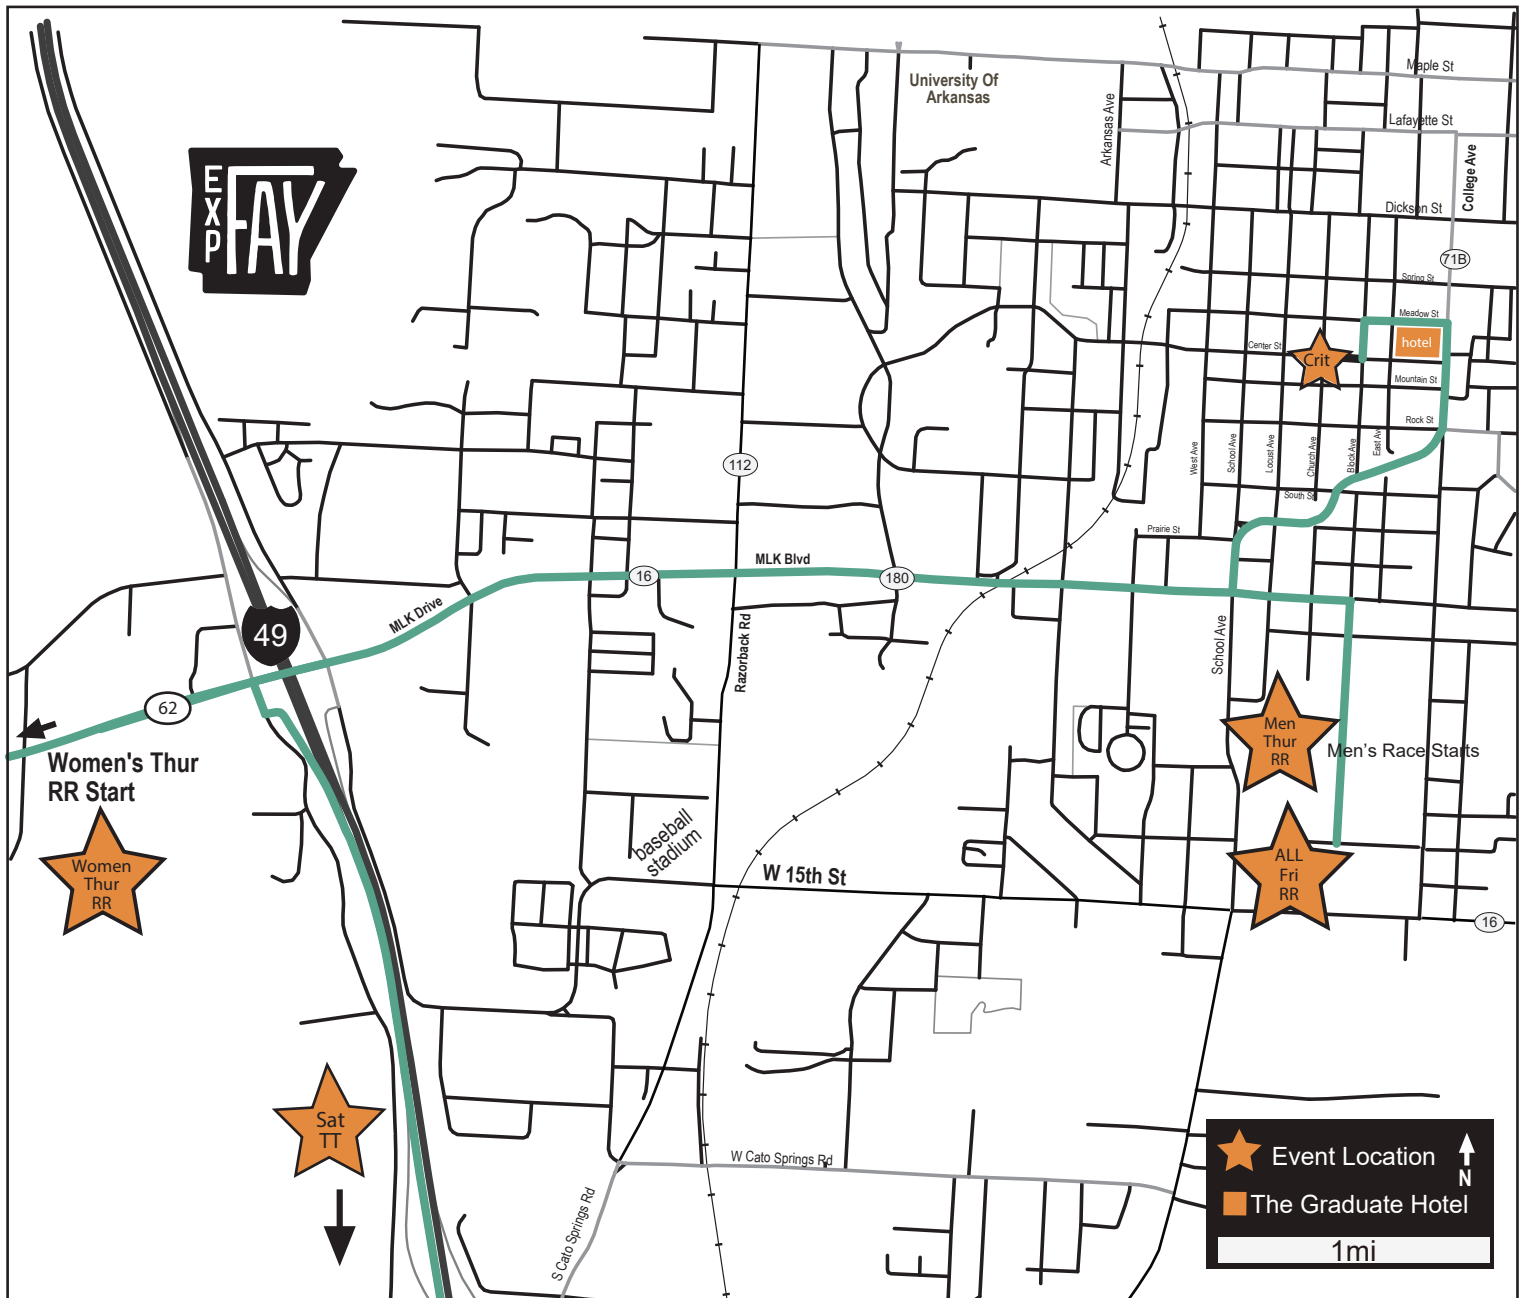 Maple St
University Of
Arkansas
Arkansas Ave
Lafayette St
College Ave
EXP
FAY
Dickson St
71B
Spring St
Meadow St
hotel
Center St
Crit
Mountain St
Rock St
West Ave
School Ave
Locust Ave
Church Ave
Block Ave
East Av
112
South St
Prairie St
MLK Blvd
16
180
MLK Drive
49
Razorback Rd
School Ave
62
Women's Thur
RR Start
Men
Thur
RR
Men's Race Starts
Women
Thur
RR
baseball
stadium
W 15th St
ALL
Fri
RR
16
Sat
TT
W Cato Springs Rd
S Cato Springs Rd
Event Location
N
The Graduate Hotel
1mi